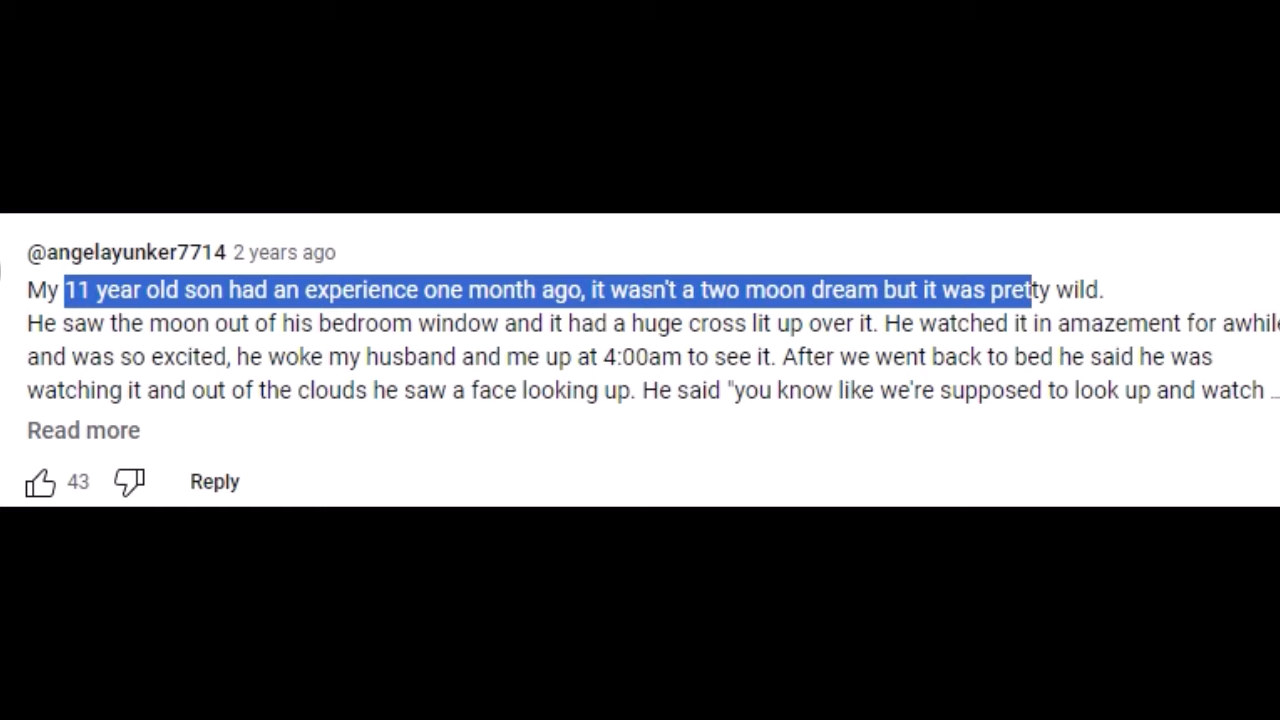 @angelayunker7714 2 years ago
My 11 year old son had an experience one month ago, it wasn't a two moon dream but it was pretty wild.
He saw the moon out of his bedroom window and it had a huge cross lit up over it. He watched it in amazement for awhile
and was so excited, he woke my husband and me up at 4:00am to see it. After we went back to bed he said he was
watching it and out of the clouds he saw a face looking up. He said "you know like we're supposed to look up and watch ...
Read more
43
Reply